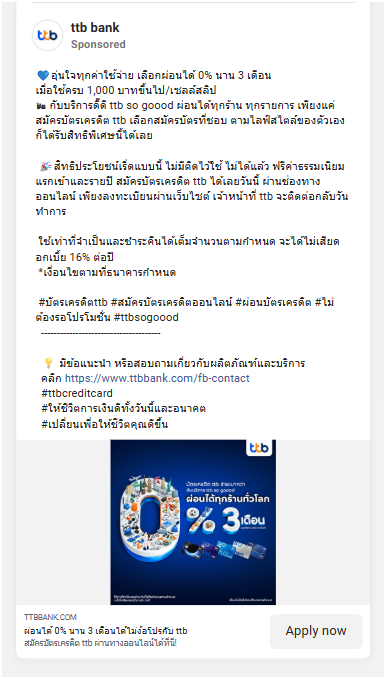 ttb bank
Sponsored
💙อุ่นใจทุกค่าใช้จ่าย เลือกผ่อนได้ 0% นาน 3 เดือน
เมื่อใช้ครบ 1,000 บาทขึ้นไป/เซลล์สลิป
🛍 กับบริการดี๊ดี ttb so goood ผ่อนได้ทุกร้าน ทุกรายการ เพียงแค่
สมัครบัตรเครดิต ttb เลือกสมัครบัตรที่ชอบ ตามไลฟ์สไตล์ของตัวเอง
ก็ได้รับสิทธิพิเศษนี้ได้เลย
🎉 สิทธิประโยชน์เริ่ดแบบนี้ ไม่มีติดไว้ใช้ ไม่ได้แล้ว ฟรีค่าธรรมเนียม
แรกเข้าและรายปี สมัครบัตรเครดิต ttb ได้เลยวันนี้ ผ่านช่องทาง
ออนไลน์ เพียงลงทะเบียนผ่านเว็บไซต์ เจ้าหน้าที่ ttb จะติดต่อกลับวัน
ทำการ
ใช้เท่าที่จำเป็นและชำระคืนได้เต็มจำนวนตามกำหนด จะได้ไม่เสียด
อกเบี้ย 16% ต่อปี
*เงื่อนไขตามที่ธนาคารกำหนด
#บัตรเครดิตttb #สมัครบัตรเครดิตออนไลน์ #ผ่อนบัตรเครดิต #ไม่
ต้องรอโปรโมชั่น #ttbsogoood
--------------------------------------
💡 มีข้อแนะนำ หรือสอบถามเกี่ยวกับผลิตภัณฑ์และบริการ
คลิก https://www.ttbbank.com/fb-contact
#ttbcreditcard
#ให้ชีวิตการเงินดีทั้งวันนี้และอนาคต
#เปลี่ยนเพื่อให้ชีวิตคุณดีขึ้น
ttb
บัตรเครดิต ttb จ่ายเบากว่า
กับบริการ ttb so goood
ผ่อนได้ทุกร้านทั่วโลก
0% 3 เดือน
TTBBANK.COM
ผ่อนได้ 0% นาน 3 เดือนได้ไม่ง้อโปรกับ ttb
สมัครบัตรเครดิต ttb ผ่านทางออนไลน์ได้ที่นี่!
Apply now